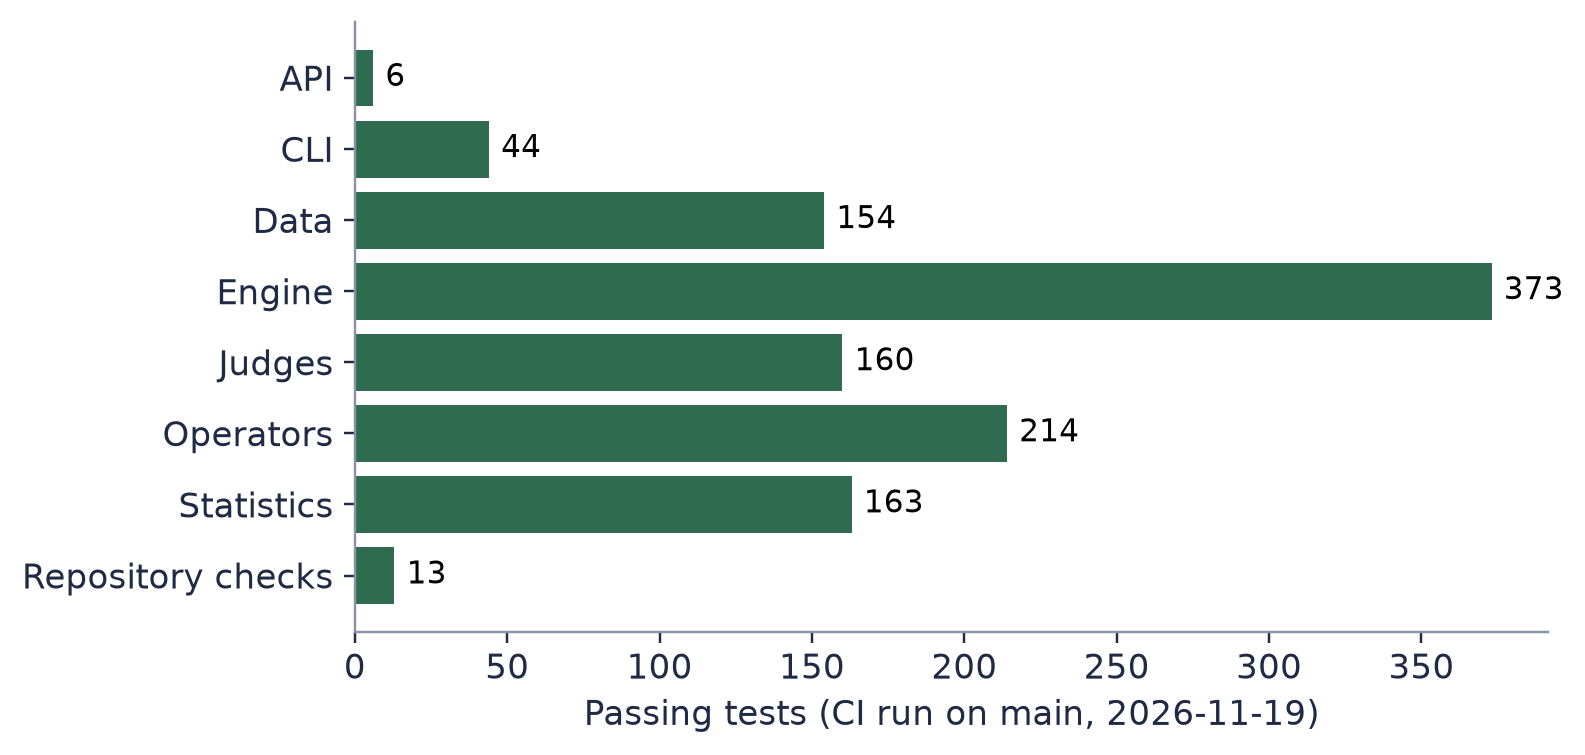 API 6
CLI 44
Data 154
Engine 373
Judges 160
Operators 214
Statistics 163
Repository checks 13
0 50 100 150 200 250 300 350
Passing tests (CI run on main, 2026-11-19)